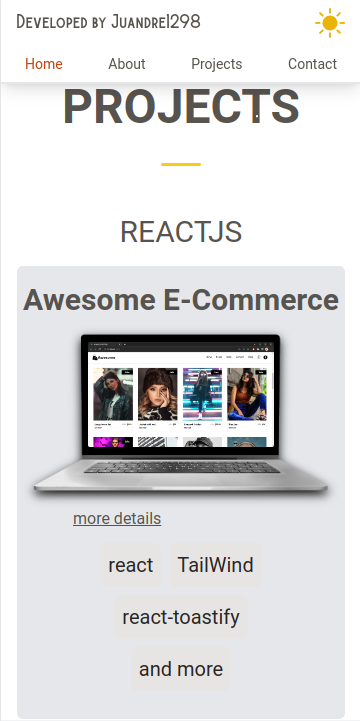 Developed by Juandre1298
Home About Projects Contact
PROJECTS
REACTJS
Awesome E-Commerce
more details
react TailWind
react-toastify
and more